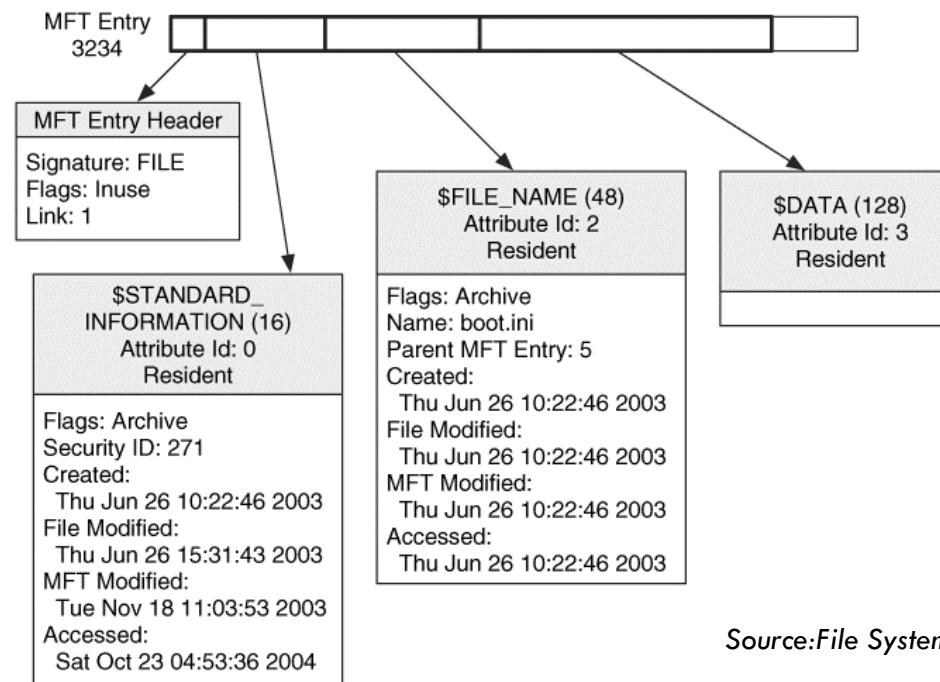 MFT Entry
3234
MFT Entry Header
Signature: FILE
Flags: Inuse
Link: 1
$STANDARD_
INFORMATION (16)
Attribute Id: 0
Resident
Flags: Archive
Security ID: 271
Created:
Thu Jun 26 10:22:46 2003
File Modified:
Thu Jun 26 15:31:43 2003
MFT Modified:
Tue Nov 18 11:03:53 2003
Accessed:
Sat Oct 23 04:53:36 2004
$FILE_NAME (48)
Attribute Id: 2
Resident
Flags: Archive
Name: boot.ini
Parent MFT Entry: 5
Created:
Thu Jun 26 10:22:46 2003
File Modified:
Thu Jun 26 10:22:46 2003
MFT Modified:
Thu Jun 26 10:22:46 2003
Accessed:
Thu Jun 26 10:22:46 2003
$DATA (128)
Attribute Id: 3
Resident
Source:File System